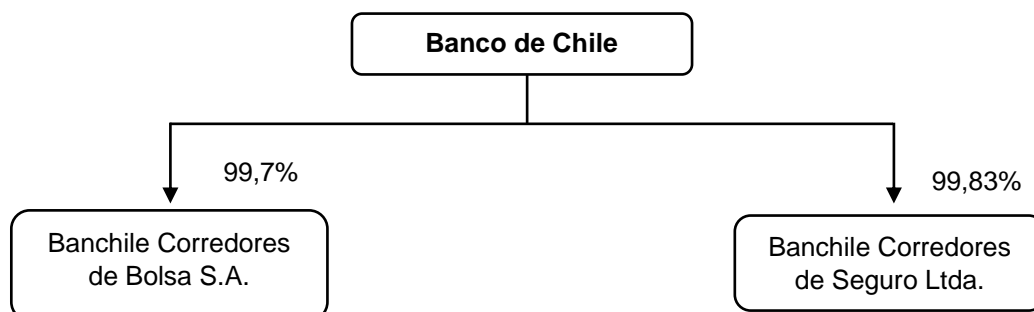 Banco de Chile
99,7%
99,83%
Banchile Corredores
de Bolsa S.A.
Banchile Corredores
de Seguro Ltda.